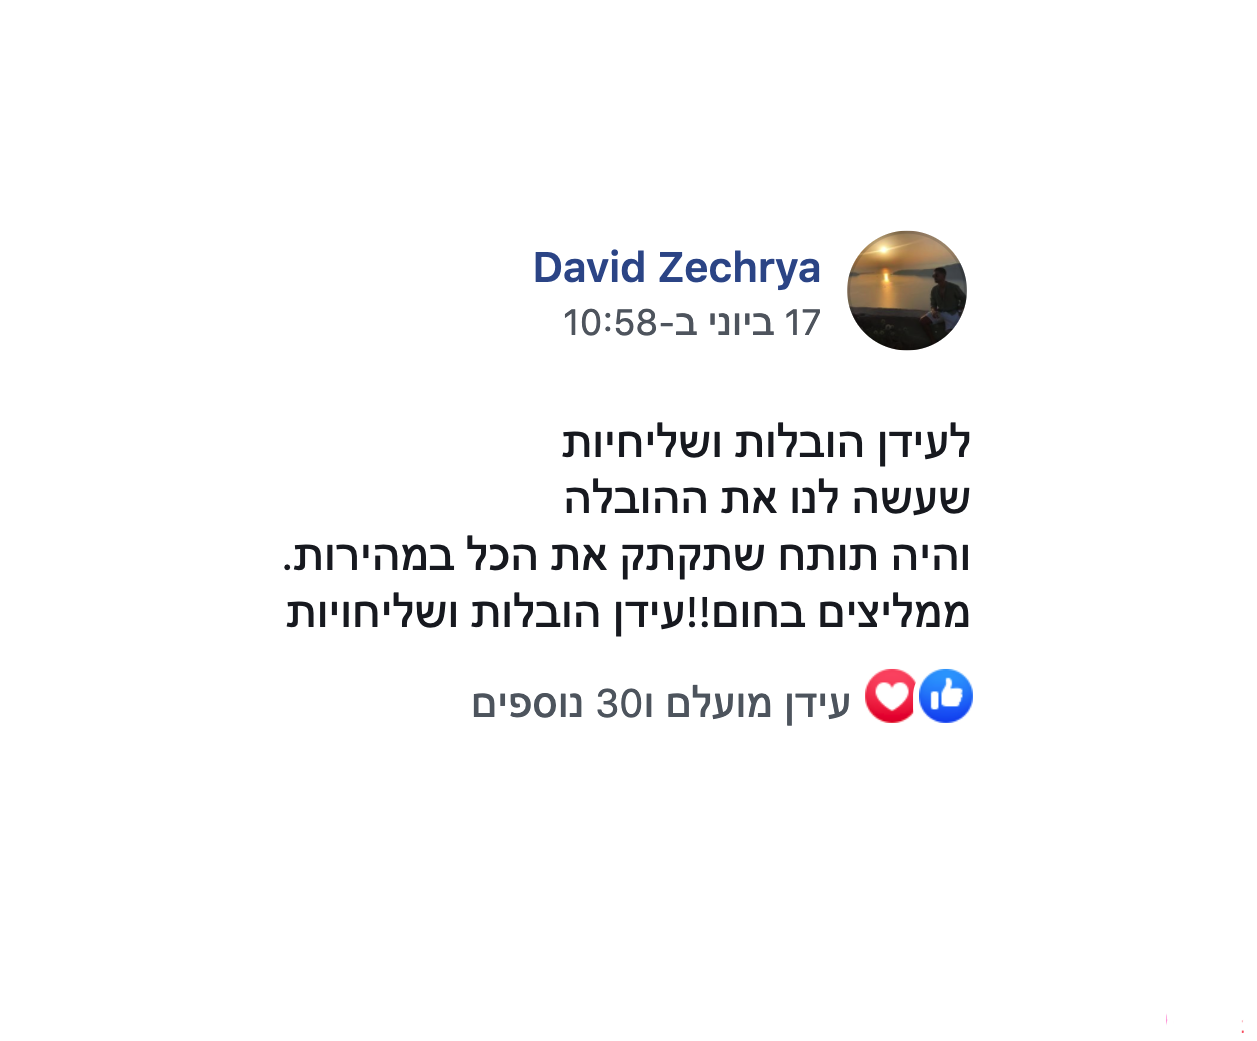 David Zechrya
17 ביוני ב-10:58
לעידן הובלות ושליחיות
שעשה לנו את ההובלה
והיה תותח שתקתק את הכל במהירות.
ממליצים בחום!!עידן הובלות ושליחויות
עידן מועלם ו30 נוספים